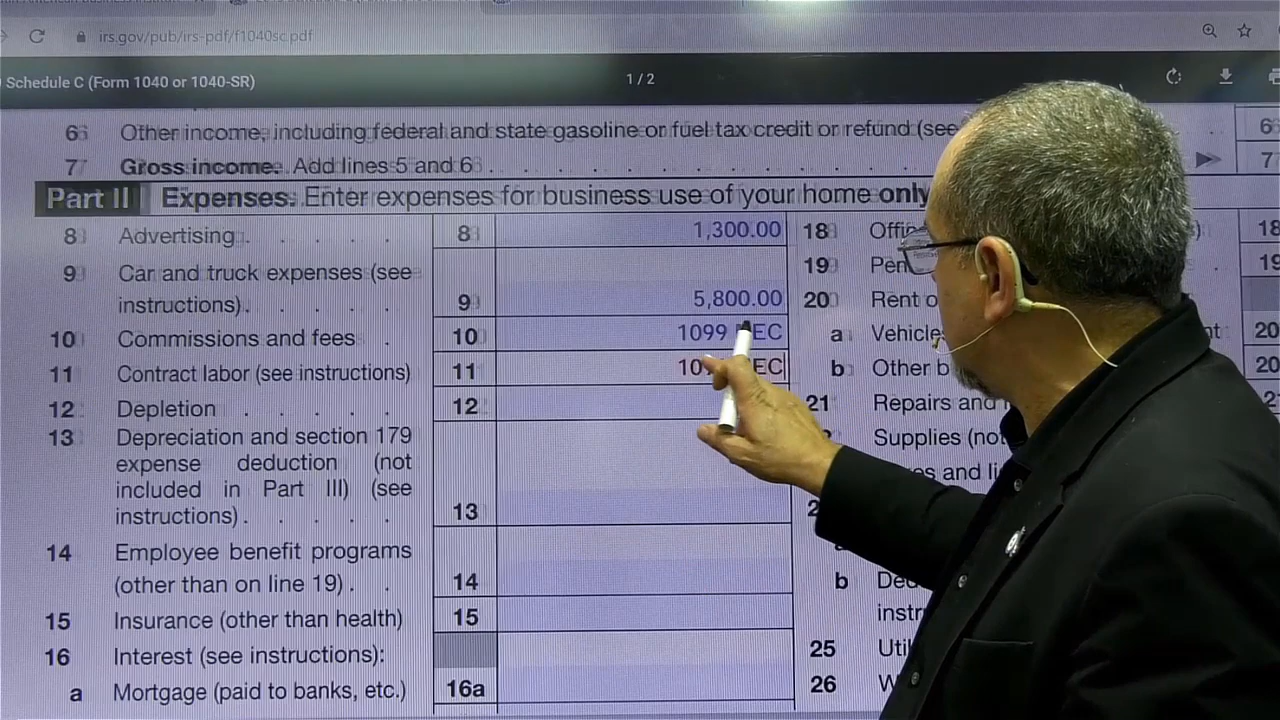 irs.gov/pub/irs-pdf/f1040sc.pdf
Schedule C (Form 1040 or 1040-SR)
1 / 2
6 Other income, including federal and state gasoline or fuel tax credit or refund (see 6
7 Gross income. Add lines 5 and 6 7
Part II Expenses. Enter expenses for business use of your home only
8 Advertising 8 1,300.00 18 18
9 Car and truck expenses (see 19 19
instructions) 9 5,800.00 20 Rent
10 Commissions and fees 10 1099 EC a 20
11 Contract labor (see instructions) 11 b Other 20
12 Depletion 12 21 Repairs and
13 Depreciation and section 179 Supplies
expense deduction (not and
included in Part III) (see
instructions) 13
14 Employee benefit programs
(other than on line 19) 14 b
15 Insurance (other than health) 15
16 Interest (see instructions): 25
a Mortgage (paid to banks, etc.) 16a 26